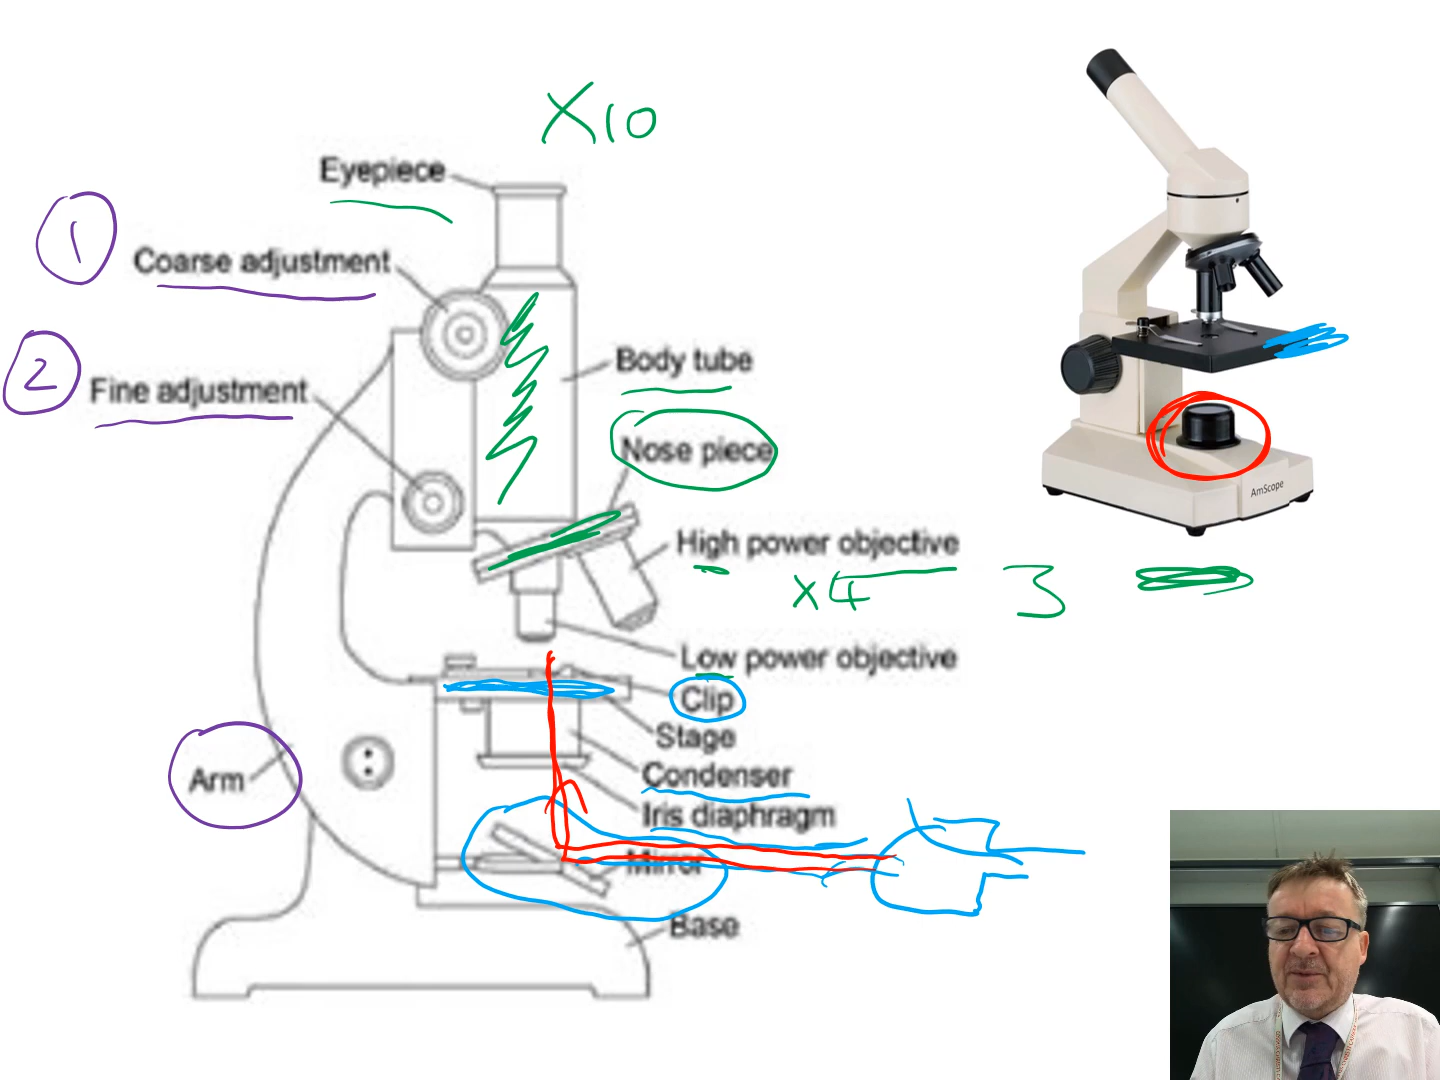 X10
Eyepiece
1
Coarse adjustment
2
Fine adjustment
Body tube
Nose piece
High power objective
x4 3
Low power objective
Clip
Stage
Condenser
Arm
Iris diaphragm
Mirror
Base
AmScope